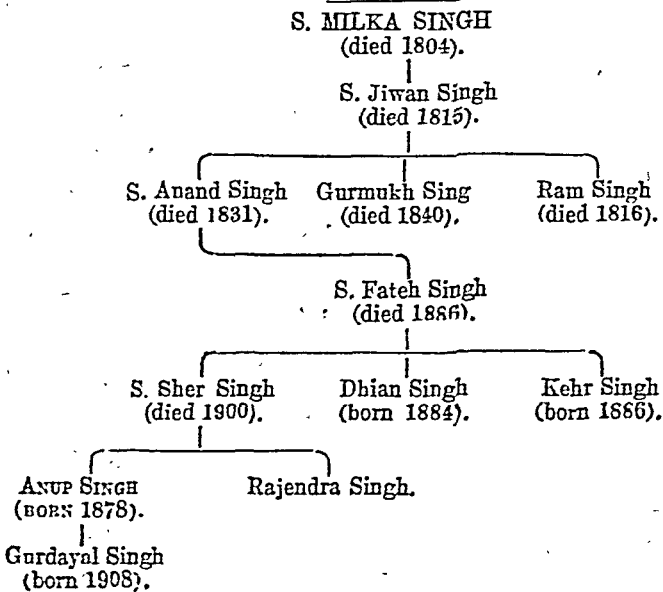 S. MILKA SINGH
(died 1804).
S. Jiwan Singh
(died 1815).
S. Anand Singh
(died 1831).
Gurmukh Sing
(died 1840).
Ram Singh
(died 1816).
S. Fateh Singh
(died 1886).
S. Sher Singh
(died 1900).
Dhian Singh
(born 1884).
Kehr Singh
(born 1886).
ANUP SINGH
(BORN 1878).
Rajendra Singh.
Gurdayal Singh
(born 1908).